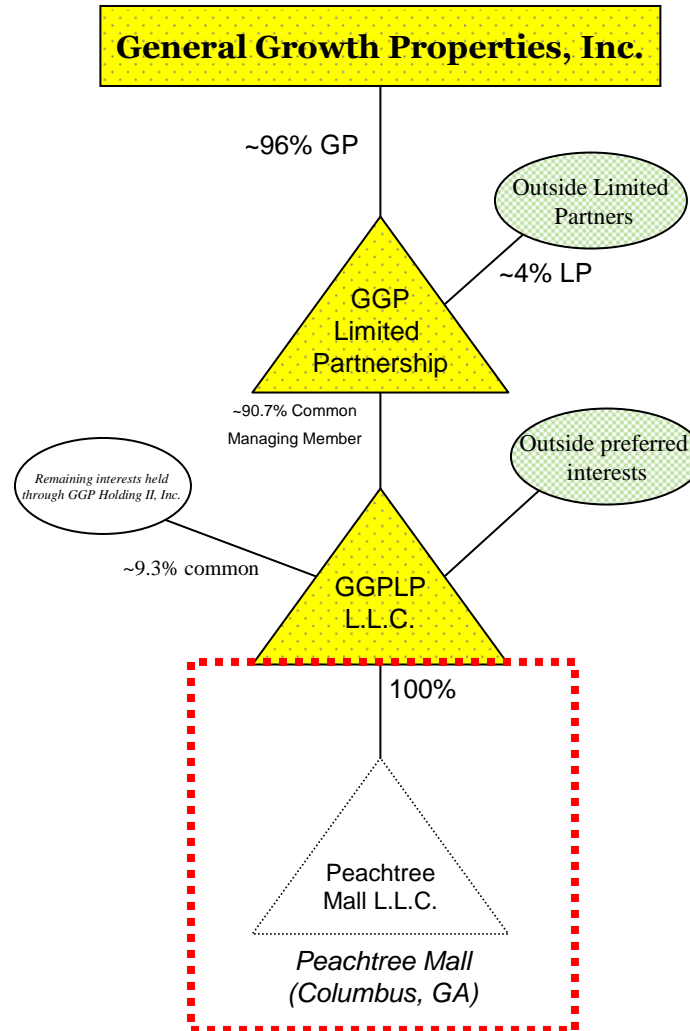 General Growth Properties, Inc.
~96% GP
Outside Limited
Partners
~4% LP
GGP
Limited
Partnership
~90.7% Common
Managing Member
Outside preferred
interests
Remaining interests held
through GGP Holding II, Inc.
~9.3% common
GGPLP
L.L.C.
100%
Peachtree
Mall L.L.C.
Peachtree Mall
(Columbus, GA)